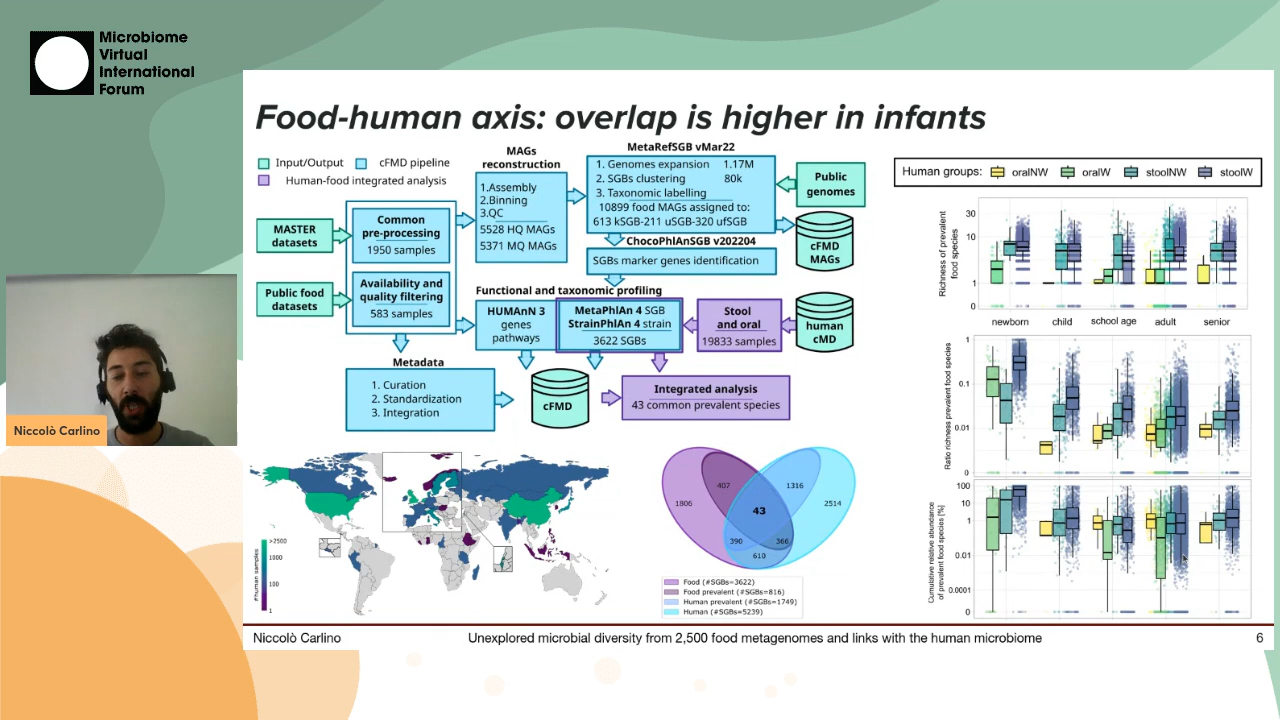 Microbiome
Virtual
International
Forum
Food-human axis: overlap is higher in infants
Input/Output
cFMD pipeline
Human-food integrated analysis
MASTER
datasets
Public food
datasets
Common
pre-processing
1950 samples
Availability and
quality filtering
583 samples
MAGs
reconstruction
1.Assembly
2.Binning
3.QC
5528 HQ MAGs
5371 MQ MAGs
MetaRefSGB vMar22
1. Genomes expansion 1.17M
2. SGBs clustering 80k
3. Taxonomic labelling
10899 food MAGs assigned to:
613 kSGB-211 uSGB-320 ufSGB
Public
genomes
cFMD
MAGs
ChocoPhlAnSGB v202204
SGBs marker genes identification
Functional and taxonomic profiling
HUMAnN 3
genes
pathways
MetaPhlAn 4 SGB
StrainPhlAn 4 strain
3622 SGBs
Stool
and oral
19833 samples
human
cMD
Metadata
1. Curation
2. Standardization
3. Integration
cFMD
Integrated analysis
43 common prevalent species
Human groups: oralNW oralW stoolNW stoolW
Richness of prevalent
food species
30
10
1
0
newborn child school age adult senior
Ratio richness prevalent food species
1
0.1
0.01
0
Cumulative relative abundance
of prevalent food species [%]
100
10
1
0.01
0.0001
0
Niccolò Carlino
#human samples
>2500
1000
100
1
1806
407
1316
2514
43
390
366
610
Food (#SGBs=3622)
Food prevalent (#SGBs=816)
Human prevalent (#SGBs=1749)
Human (#SGBs=5239)
Niccolò Carlino
Unexplored microbial diversity from 2,500 food metagenomes and links with the human microbiome
6